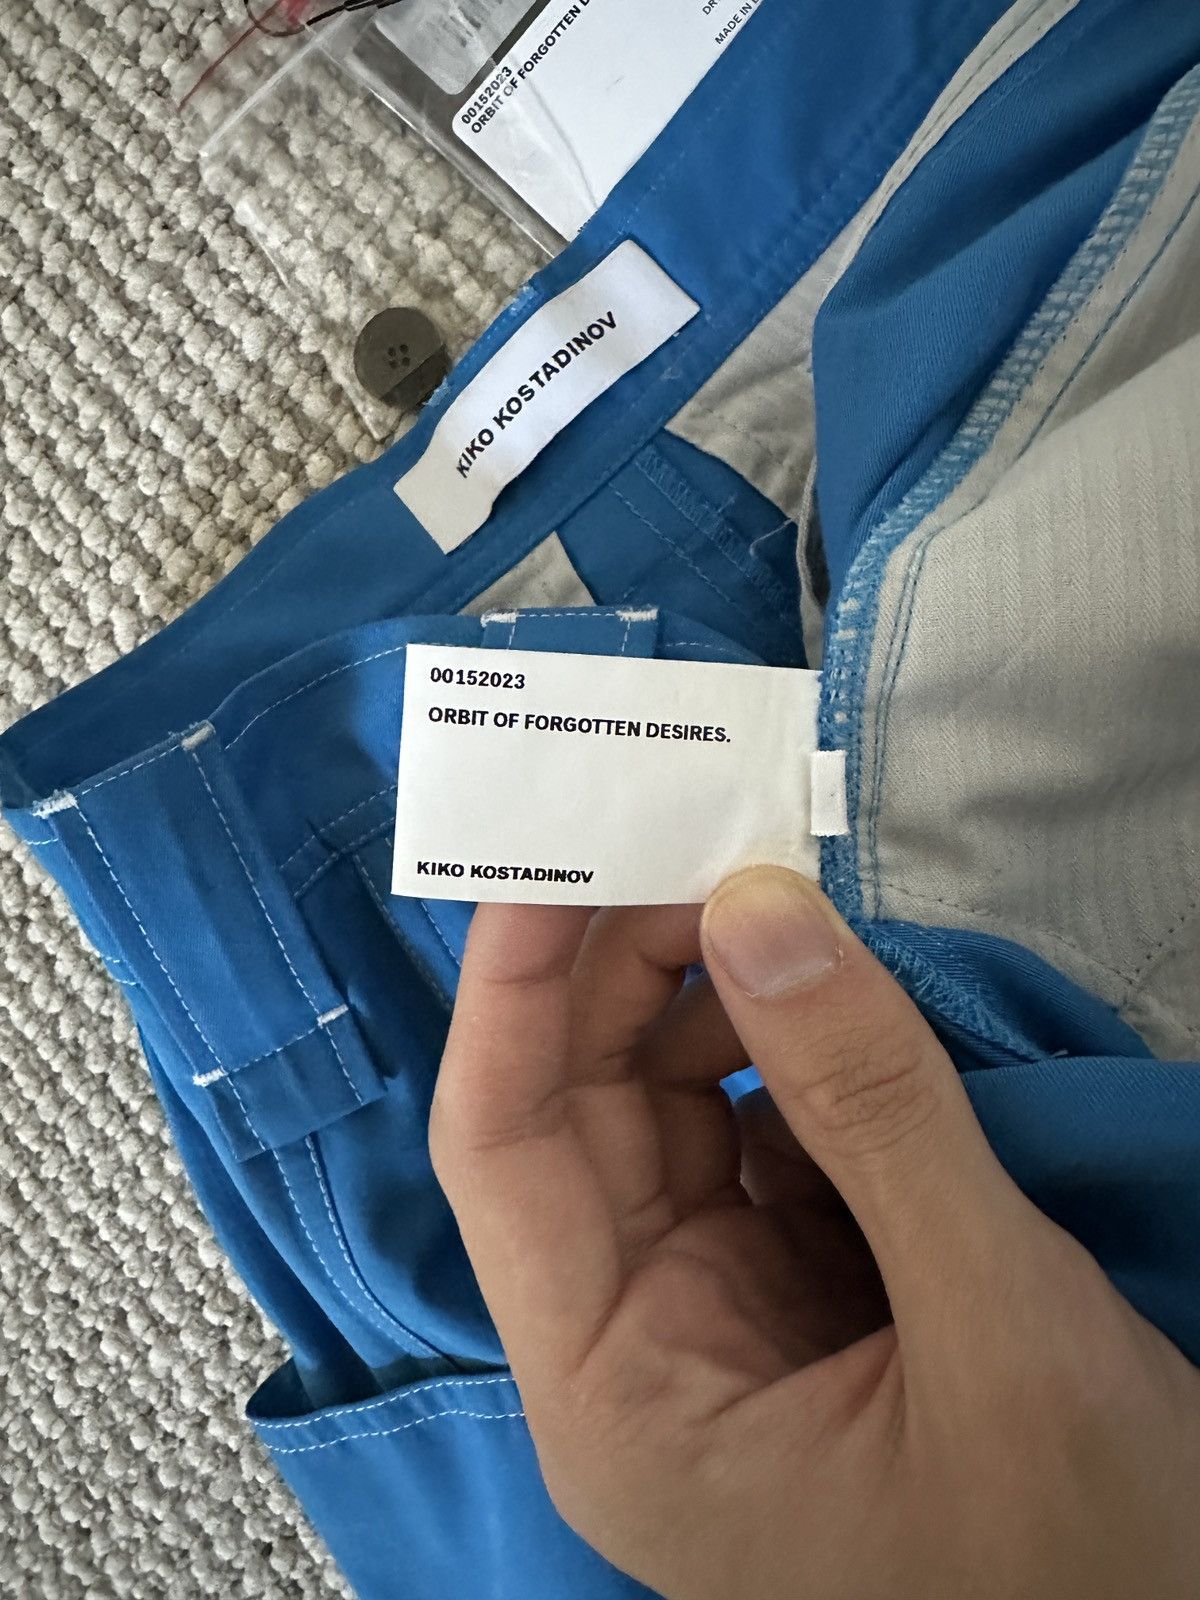 00152023
ORBIT OF FORGOTTEN
MADE IN
KIKO KOSTADINOV
00152023
ORBIT OF FORGOTTEN DESIRES.
KIKO KOSTADINOV